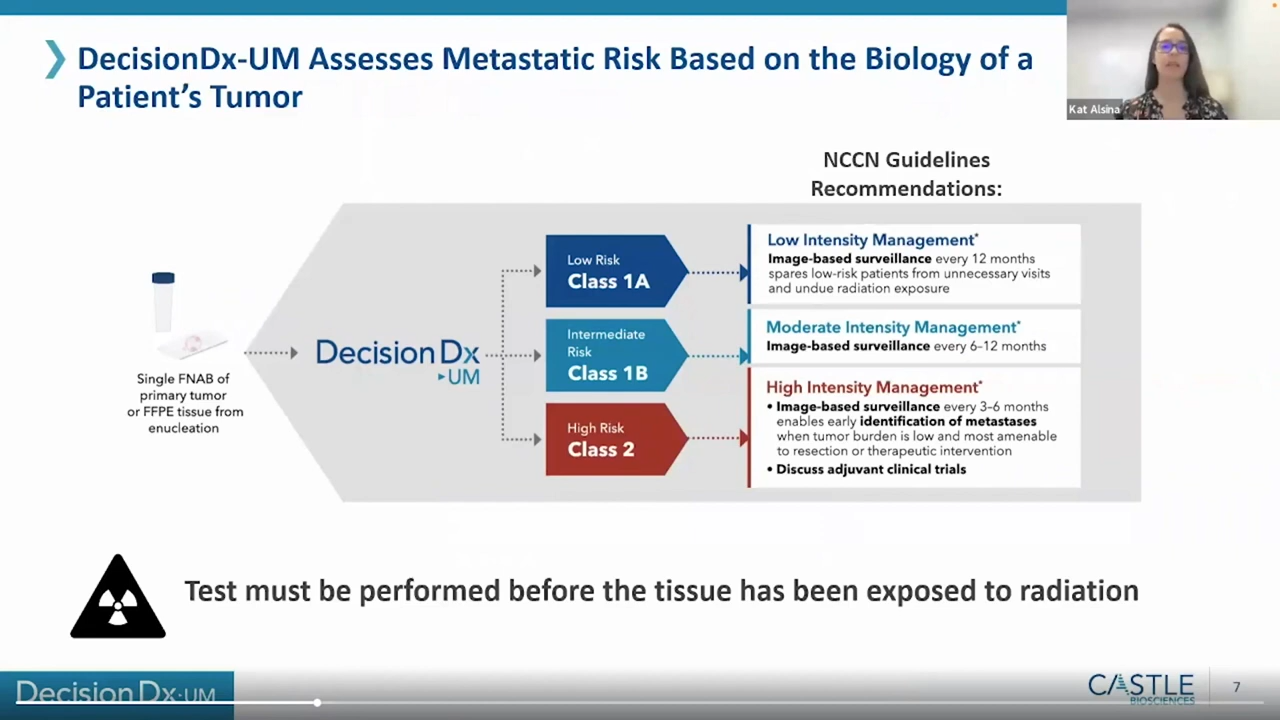 DecisionDx-UM Assesses Metastatic Risk Based on the Biology of a
Patient's Tumor
Kat Alsina
NCCN Guidelines
Recommendations:
Single FNAB of
primary tumor
or FFPE tissue from
enucleation
DecisionDx
UM
Low Risk
Class 1A
Intermediate
Risk
Class 1B
High Risk
Class 2
Low Intensity Management*
Image-based surveillance every 12 months
spares low-risk patients from unnecessary visits
and undue radiation exposure
Moderate Intensity Management*
Image-based surveillance every 6–12 months
High Intensity Management*
• Image-based surveillance every 3–6 months
enables early identification of metastases
when tumor burden is low and most amenable
to resection or therapeutic intervention
• Discuss adjuvant clinical trials
Test must be performed before the tissue has been exposed to radiation
DecisionDx·UM
CASTLE
BIOSCIENCES
7